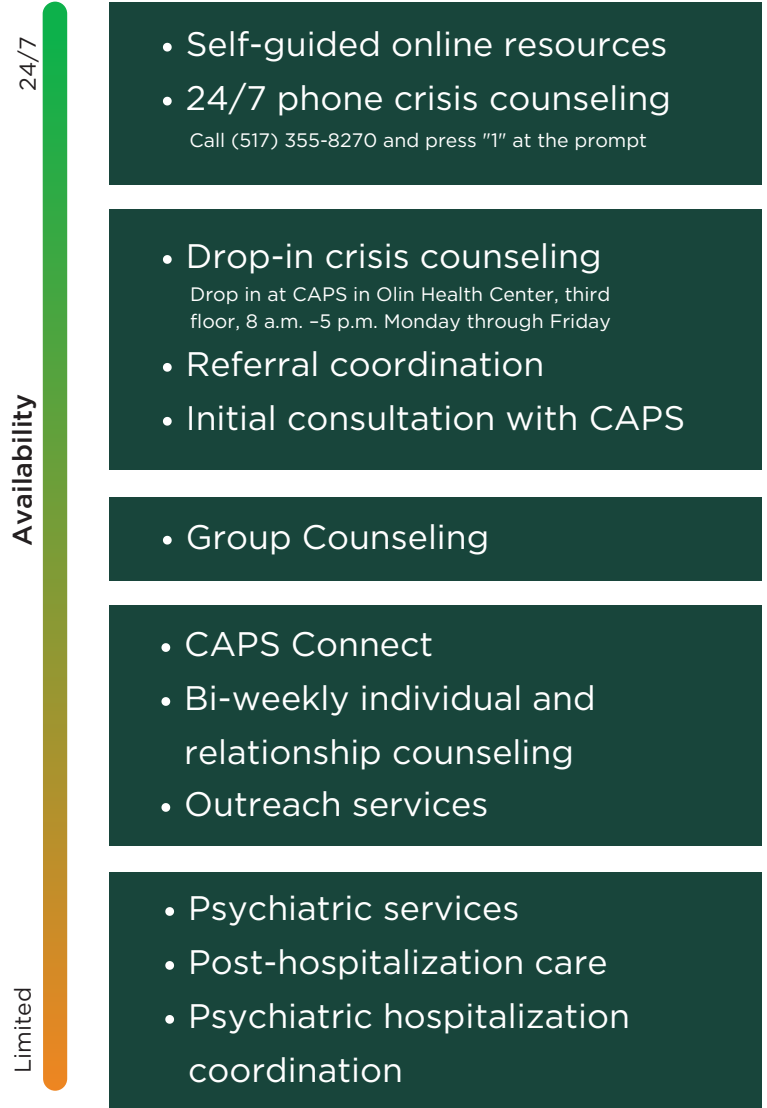 24/7
Availability
Limited
• Self-guided online resources
• 24/7 phone crisis counseling
Call (517) 355-8270 and press "1" at the prompt
• Drop-in crisis counseling
Drop in at CAPS in Olin Health Center, third
floor, 8 a.m. –5 p.m. Monday through Friday
• Referral coordination
• Initial consultation with CAPS
• Group Counseling
• CAPS Connect
• Bi-weekly individual and
relationship counseling
• Outreach services
• Psychiatric services
• Post-hospitalization care
• Psychiatric hospitalization
coordination